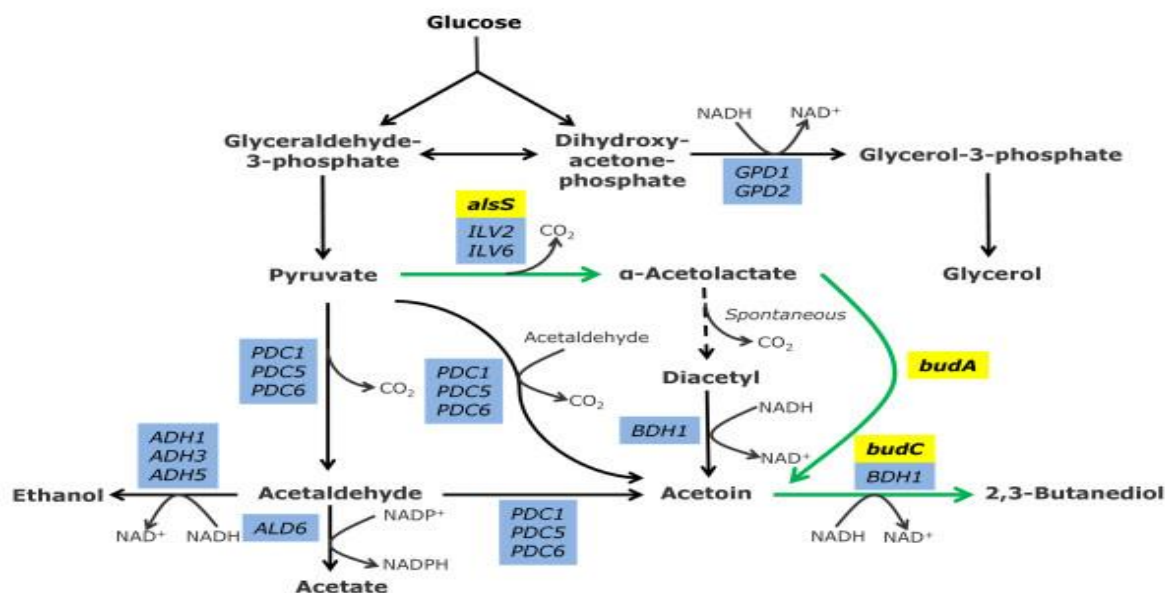 Glucose
NADH
NAD⁺
Glyceraldehyde-
3-phosphate
Dihydroxy-
acetone-
phosphate
Glycerol-3-phosphate
GPD1
GPD2
alsS
ILV2
ILV6
CO₂
Pyruvate
α-Acetolactate
Glycerol
Spontaneous
CO₂
Acetaldehyde
PDC1
PDC5
PDC6
CO₂
PDC1
PDC5
PDC6
CO₂
Diacetyl
budA
BDH1
NADH
NAD⁺
ADH1
ADH3
ADH5
budC
BDH1
Ethanol
Acetaldehyde
Acetoin
2,3-Butanediol
NAD⁺
NADH
ALD6
NADP⁺
NADPH
PDC1
PDC5
PDC6
NADH
NAD⁺
Acetate